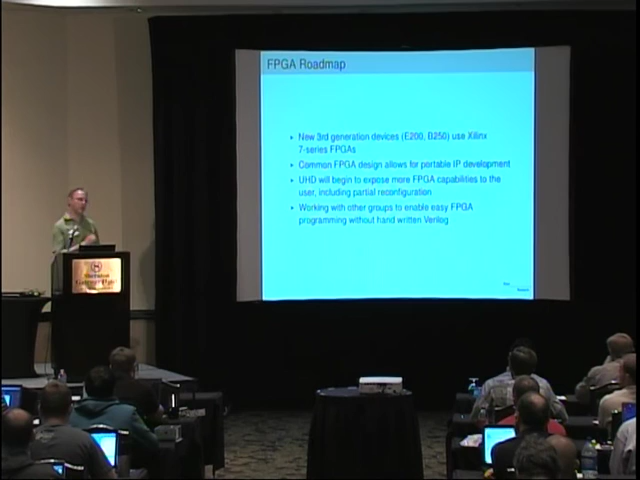 FPGA Roadmap
• New 3rd generation devices (E200, B250) use Xilinx
7-series FPGAs
• Common FPGA design allows for portable IP development
• UHD will begin to expose more FPGA capabilities to the
user, including partial reconfiguration
• Working with other groups to enable easy FPGA
programming without hand written Verilog
Sheraton